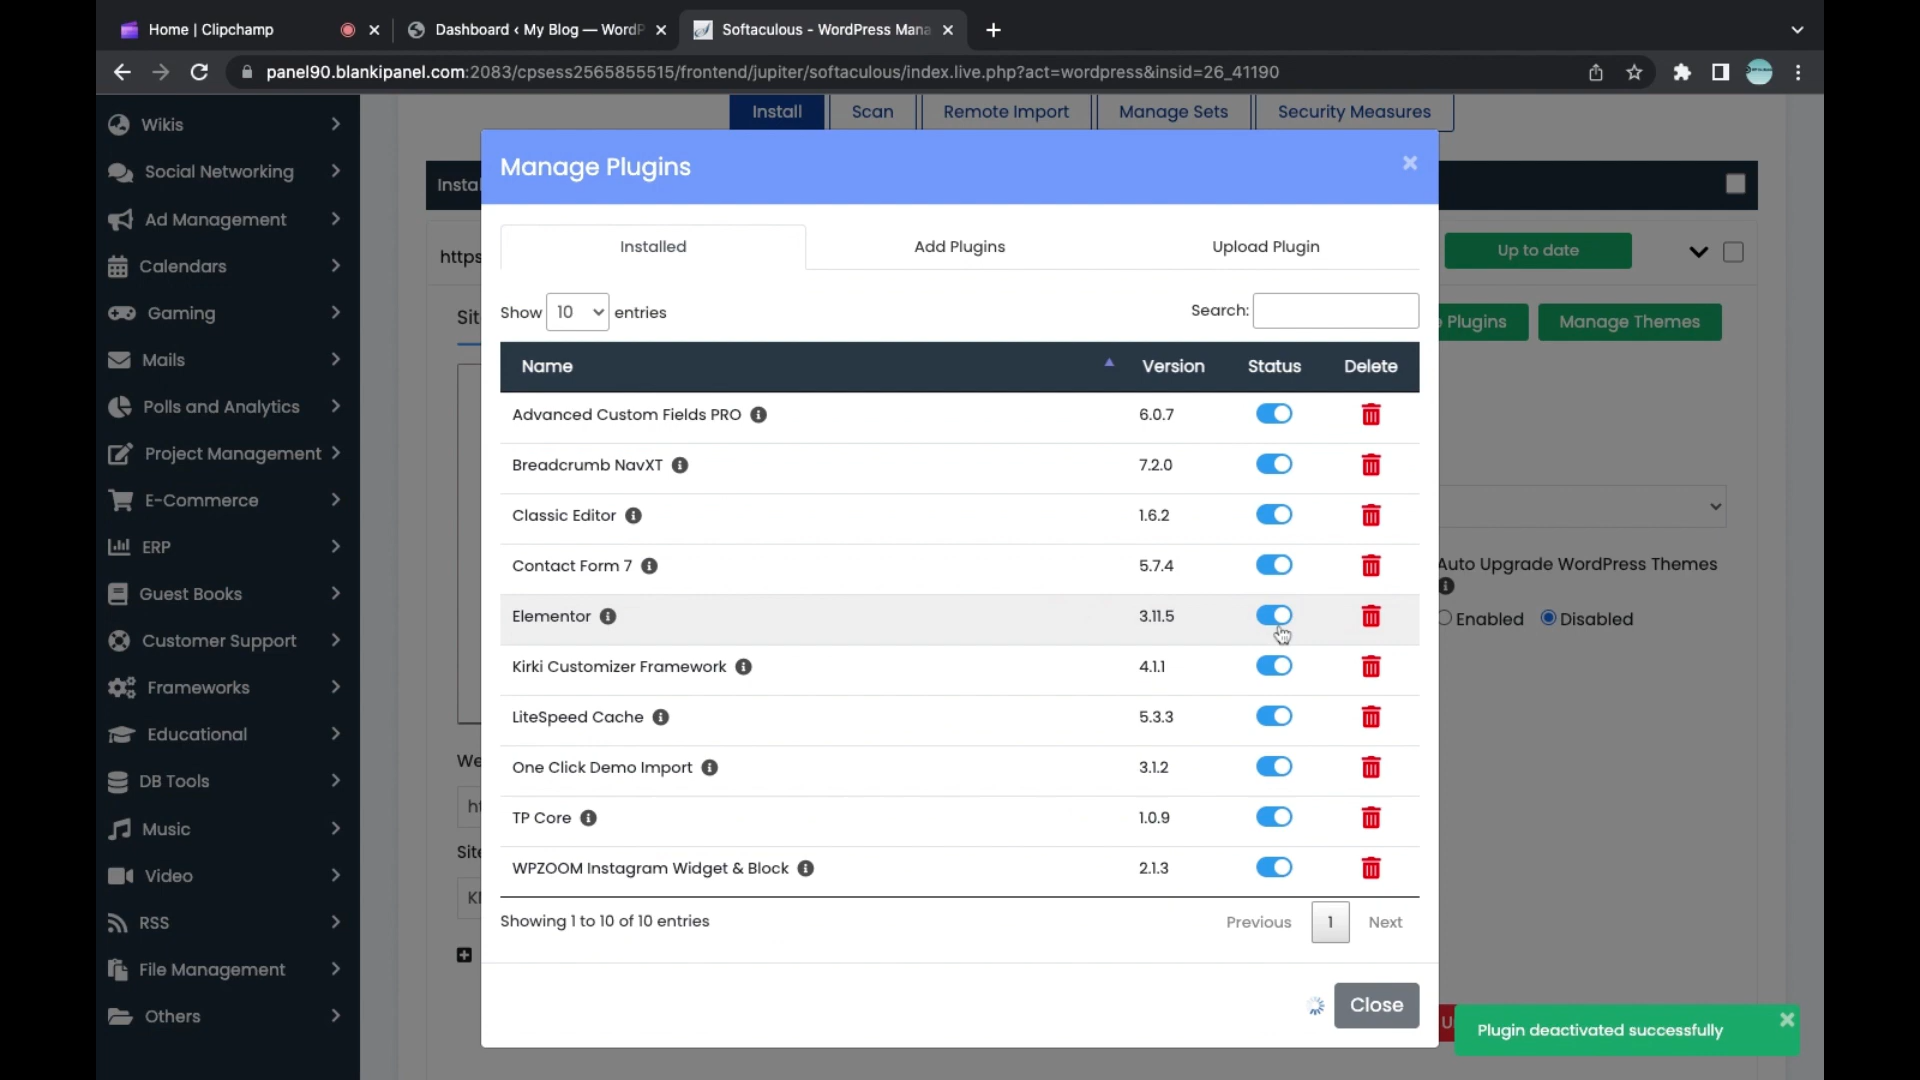 Home | Clipchamp
Dashboard ‹ My Blog — WordP
Softaculous - WordPress Mana
panel90.blankipanel.com:2083/cpsess2565855515/frontend/jupiter/softaculous/index.live.php?act=wordpress&insid=26_41190
Wikis
Social Networking
Ad Management
Calendars
Gaming
Mails
Polls and Analytics
Project Management
E-Commerce
ERP
Guest Books
Customer Support
Frameworks
Educational
DB Tools
Music
Video
RSS
File Management
Others
Install
Scan
Remote Import
Manage Sets
Security Measures
Instal
https
Up to date
Sit
Plugins
Manage Themes
Auto Upgrade WordPress Themes
Enabled
Disabled
We
ht
Site
Manage Plugins
Installed
Add Plugins
Upload Plugin
Show 10 entries
Search:
Name Version Status Delete
Advanced Custom Fields PRO 6.0.7
Breadcrumb NavXT 7.2.0
Classic Editor 1.6.2
Contact Form 7 5.7.4
Elementor 3.11.5
Kirki Customizer Framework 4.1.1
LiteSpeed Cache 5.3.3
One Click Demo Import 3.1.2
TP Core 1.0.9
WPZOOM Instagram Widget & Block 2.1.3
Showing 1 to 10 of 10 entries
Previous 1 Next
Close
Plugin deactivated successfully